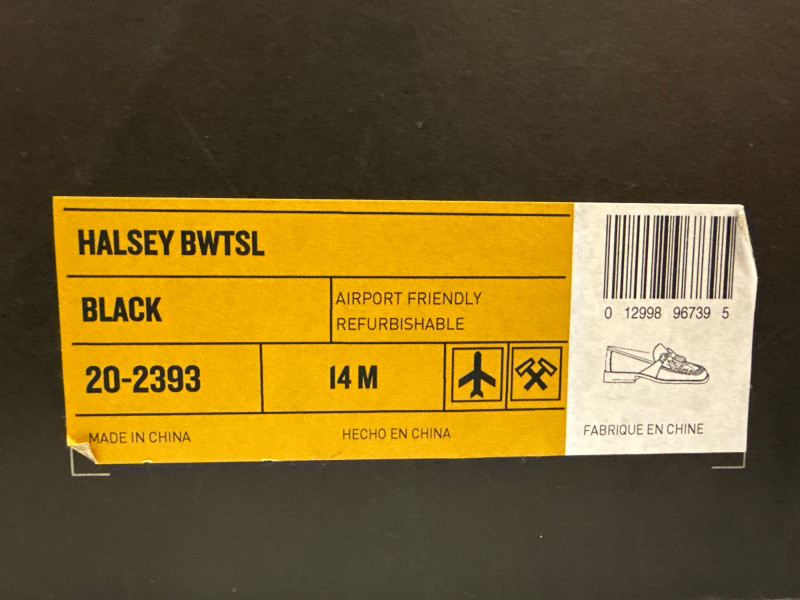 HALSEY BWTSL
BLACK
AIRPORT FRIENDLY
REFURBISHABLE
20-2393
14 M
MADE IN CHINA
HECHO EN CHINA
0 12998 96739 5
FABRIQUE EN CHINE